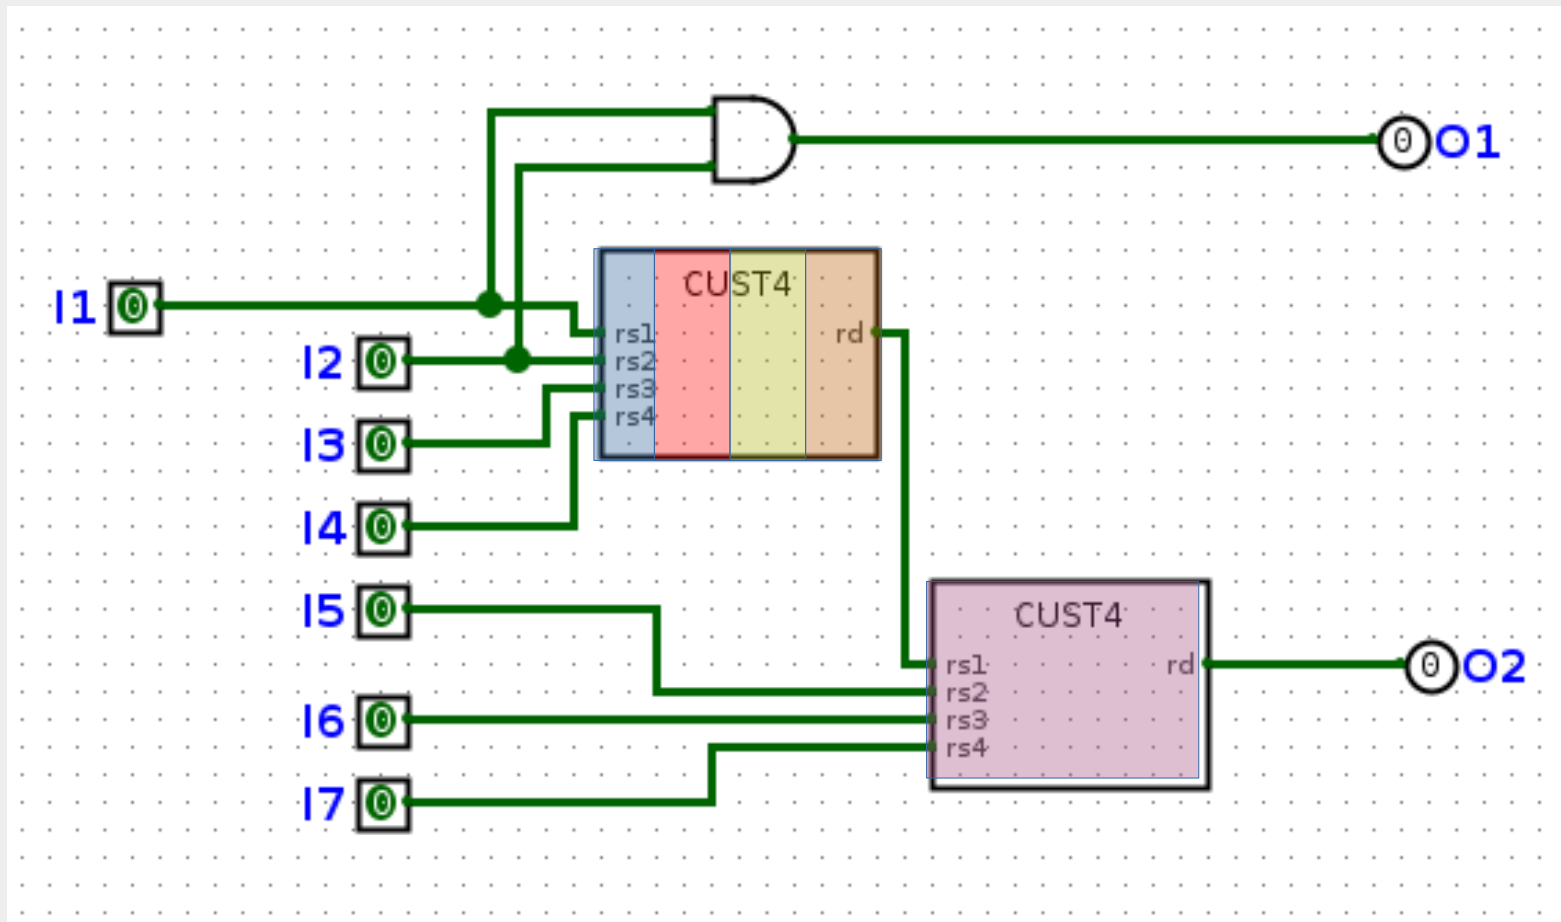 0 O1
CUST4
I1 0
rs1 rd
I2 0 rs2
rs3
rs4
I3 0
I4 0
I5 0
CUST4
rs1 rd 0 O2
rs2
I6 0 rs3
rs4
I7 0